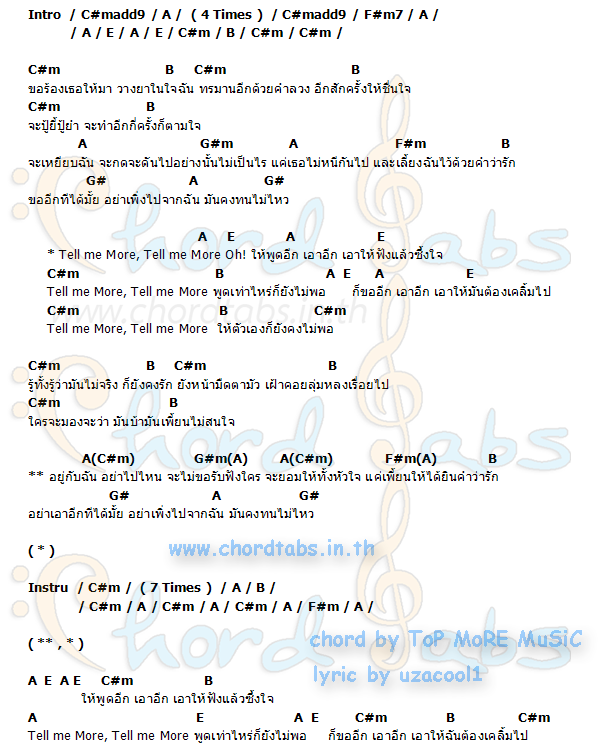 Intro / C#madd9 / A / ( 4 Times ) / C#madd9 / F#m7 / A /
/ A / E / A / E / C#m / B / C#m / C#m /
C#m B C#m B
ขอร้องเธอให้มา วางยาในใจฉัน ทรมานอีกด้วยคำลวง อีกสักครั้งให้ชื่นใจ
C#m B
จะปู้ยี้ปู้ย่ำ จะทำอีกกี่ครั้งก็ตามใจ
A G#m A F#m B
จะเหยียบฉัน จะกดจะดันไปอย่างนั้นไม่เป็นไร แค่เธอไม่หนีกันไป และเลี้ยงฉันไว้ด้วยคำว่ารัก
G# A G#
ขออีกทีได้มั้ย อย่าเพิ่งไปจากฉัน มันคงทนไม่ไหว
A E A E
* Tell me More, Tell me More Oh! ให้พูดอีก เอาอีก เอาให้ฟังแล้วซึ้งใจ
C#m B A E A E
Tell me More, Tell me More พูดเท่าไหร่ก็ยังไม่พอ ก็ขออีก เอาอีก เอาให้มันต้องเคลิ้มไป
C#m B C#m
Tell me More, Tell me More ให้ตัวเองก็ยังคงไม่พอ
www.chordtabs.in.th
C#m B C#m B
รู้ทั้งรู้ว่ามันไม่จริง ก็ยังคงรัก ยังหน้ามืดตามัว เฝ้าคอยลุ่มหลงเรื่อยไป
C#m B
ใครจะมองจะว่า มันบ้ามันเพี้ยนไม่สนใจ
A(C#m) G#m(A) A(C#m) F#m(A) B
** อยู่กับฉัน อย่าไปไหน จะไม่ขอรับฟังใคร จะยอมให้ทั้งหัวใจ แค่เพี้ยนให้ได้ยินคำว่ารัก
G# A G#
อย่าเอาอีกทีได้มั้ย อย่าเพิ่งไปจากฉัน มันคงทนไม่ไหว
( * )
www.chordtabs.in.th
Instru / C#m / ( 7 Times ) / A / B /
/ C#m / A / C#m / A / C#m / A / F#m / A /
( ** , * )
chord by ToP MoRE MuSiC
lyric by uzacool1
A E A E C#m B
ให้พูดอีก เอาอีก เอาให้ฟังแล้วซึ้งใจ
A E A E C#m B C#m
Tell me More, Tell me More พูดเท่าไหร่ก็ยังไม่พอ ก็ขออีก เอาอีก เอาให้ฉันต้องเคลิ้มไป